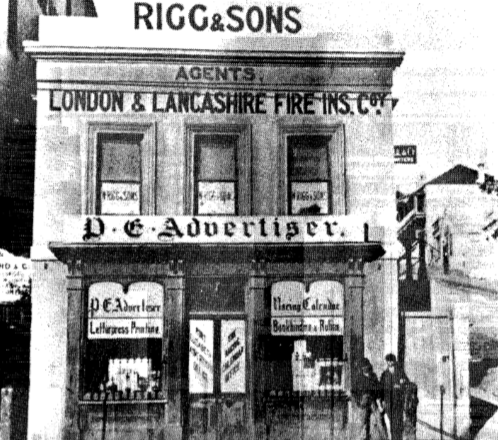 RIGG & SONS
AGENTS.
LONDON & LANCASHIRE FIRE INS. Coy.
RIGG & SONS
RIGG & SONS
RIGG & SONS
P. E. Advertiser.
P E Advertiser
Racing Calendar
Letterpress Printing
Bookbinding & Ruling